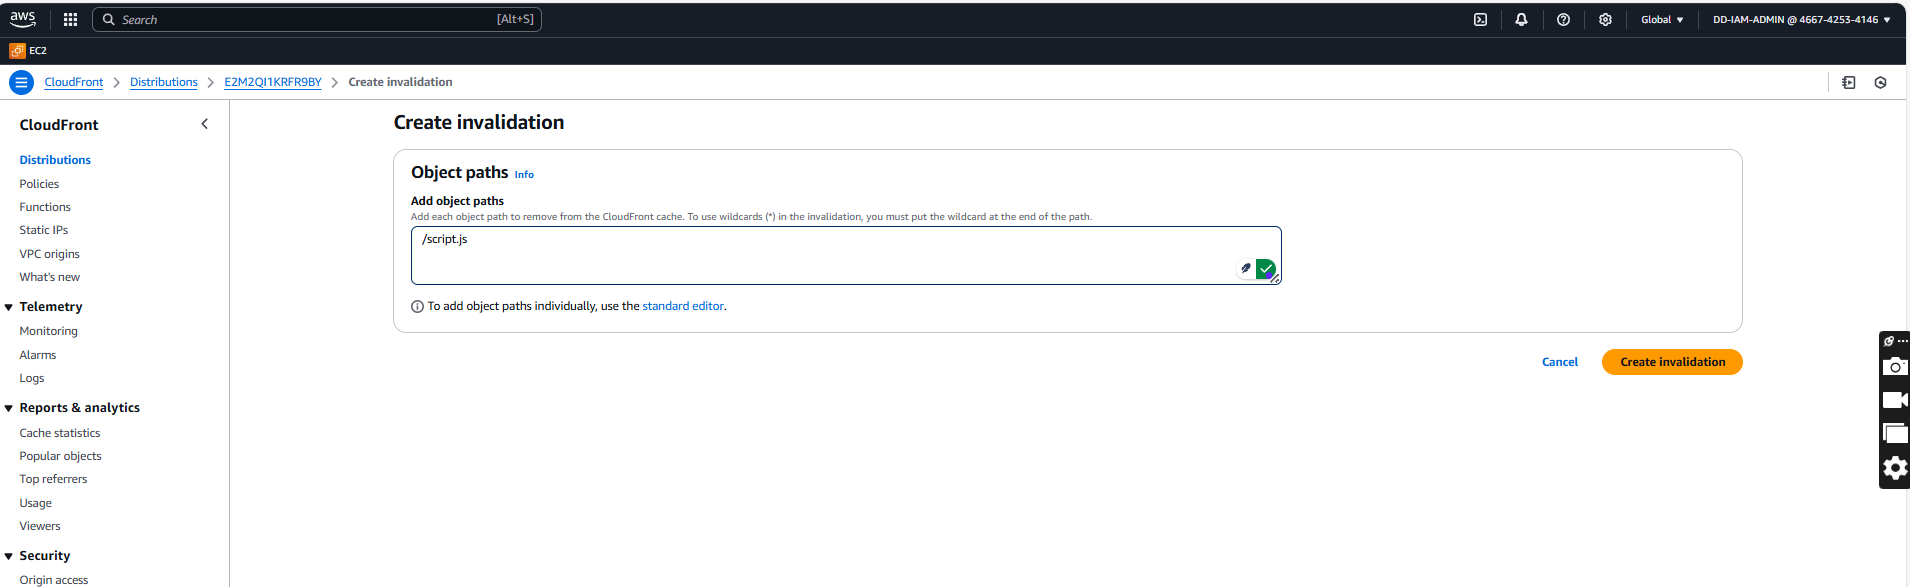 aws
Search [Alt+S] Global DD-IAM-ADMIN @ 4667-4253-4146
EC2
CloudFront Distributions E2M2QI1KRFR9BY Create invalidation
CloudFront
Distributions
Policies
Functions
Static IPs
VPC origins
What's new
Telemetry
Monitoring
Alarms
Logs
Reports & analytics
Cache statistics
Popular objects
Top referrers
Usage
Viewers
Security
Origin access
Create invalidation
Object paths Info
Add object paths
Add each object path to remove from the CloudFront cache. To use wildcards (*) in the invalidation, you must put the wildcard at the end of the path.
/script.js
To add object paths individually, use the standard editor.
Cancel Create invalidation